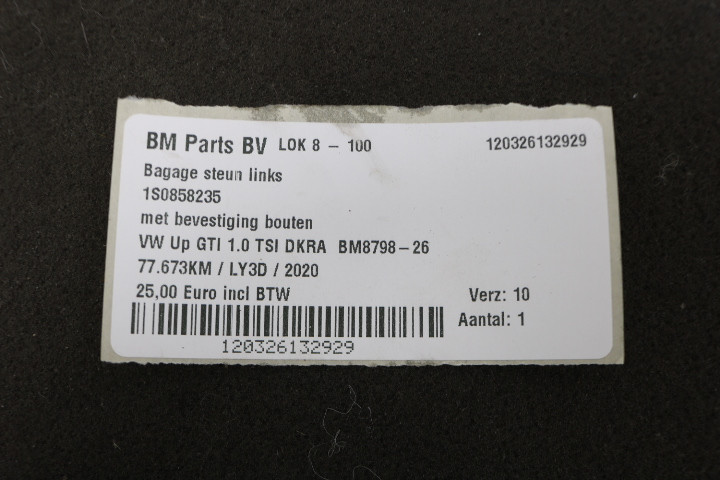 BM Parts BV LOK 8 - 100 120326132929
Bagage steun links
1S0858235
met bevestiging bouten
VW Up GTI 1.0 TSI DKRA BM8798-26
77.673KM / LY3D / 2020
25,00 Euro incl BTW Verz: 10
Aantal: 1
120326132929